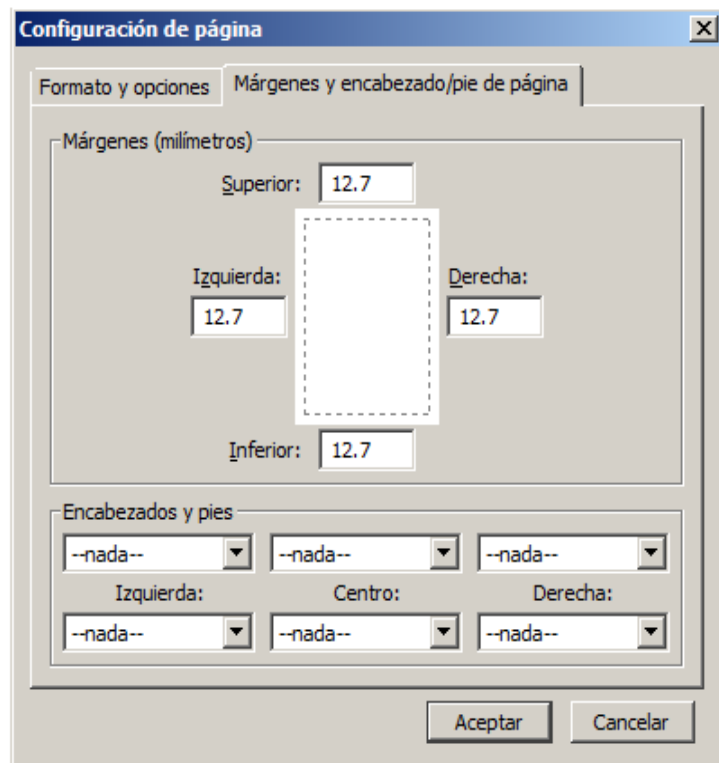 Configuración de página
Formato y opciones Márgenes y encabezado/pie de página
Márgenes (milímetros)
Superior: 12.7
Izquierda: Derecha:
12.7 12.7
Inferior: 12.7
Encabezados y pies
--nada-- --nada-- --nada--
Izquierda: Centro: Derecha:
--nada-- --nada-- --nada--
Aceptar Cancelar